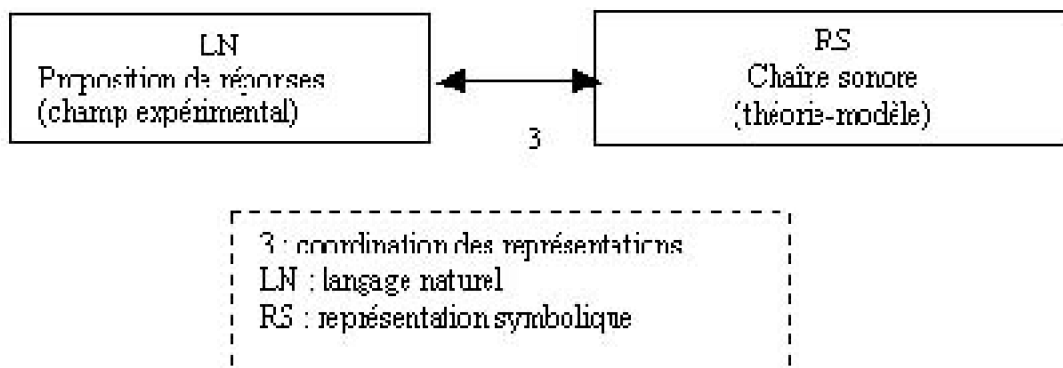 LN
Proposition de réponses
(champ expérimental)
RS
Chaîne sonore
(théorie-modèle)
3
3 : coordination des représentations
LN : langage naturel
RS : représentation symbolique